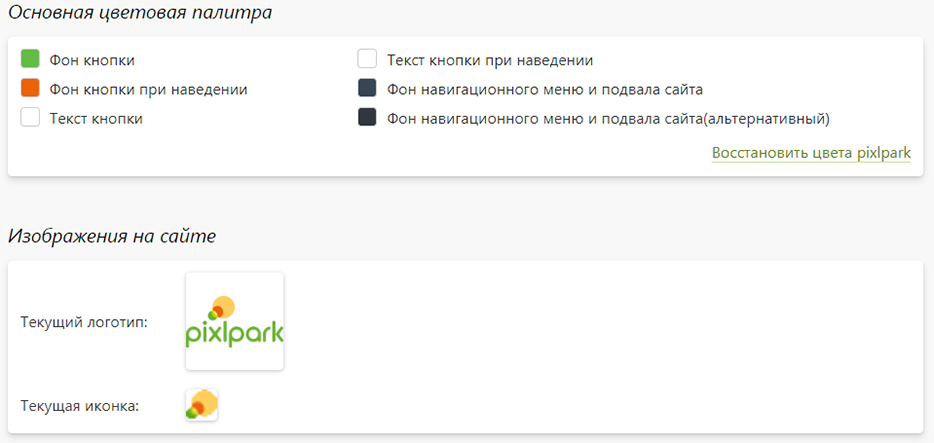 Основная цветовая палитра
Фон кнопки
Фон кнопки при наведении
Текст кнопки
Текст кнопки при наведении
Фон навигационного меню и подвала сайта
Фон навигационного меню и подвала сайта(альтернативный)
Восстановить цвета pixlpark
Изображения на сайте
Текущий логотип:
pixlpark
Текущая иконка: